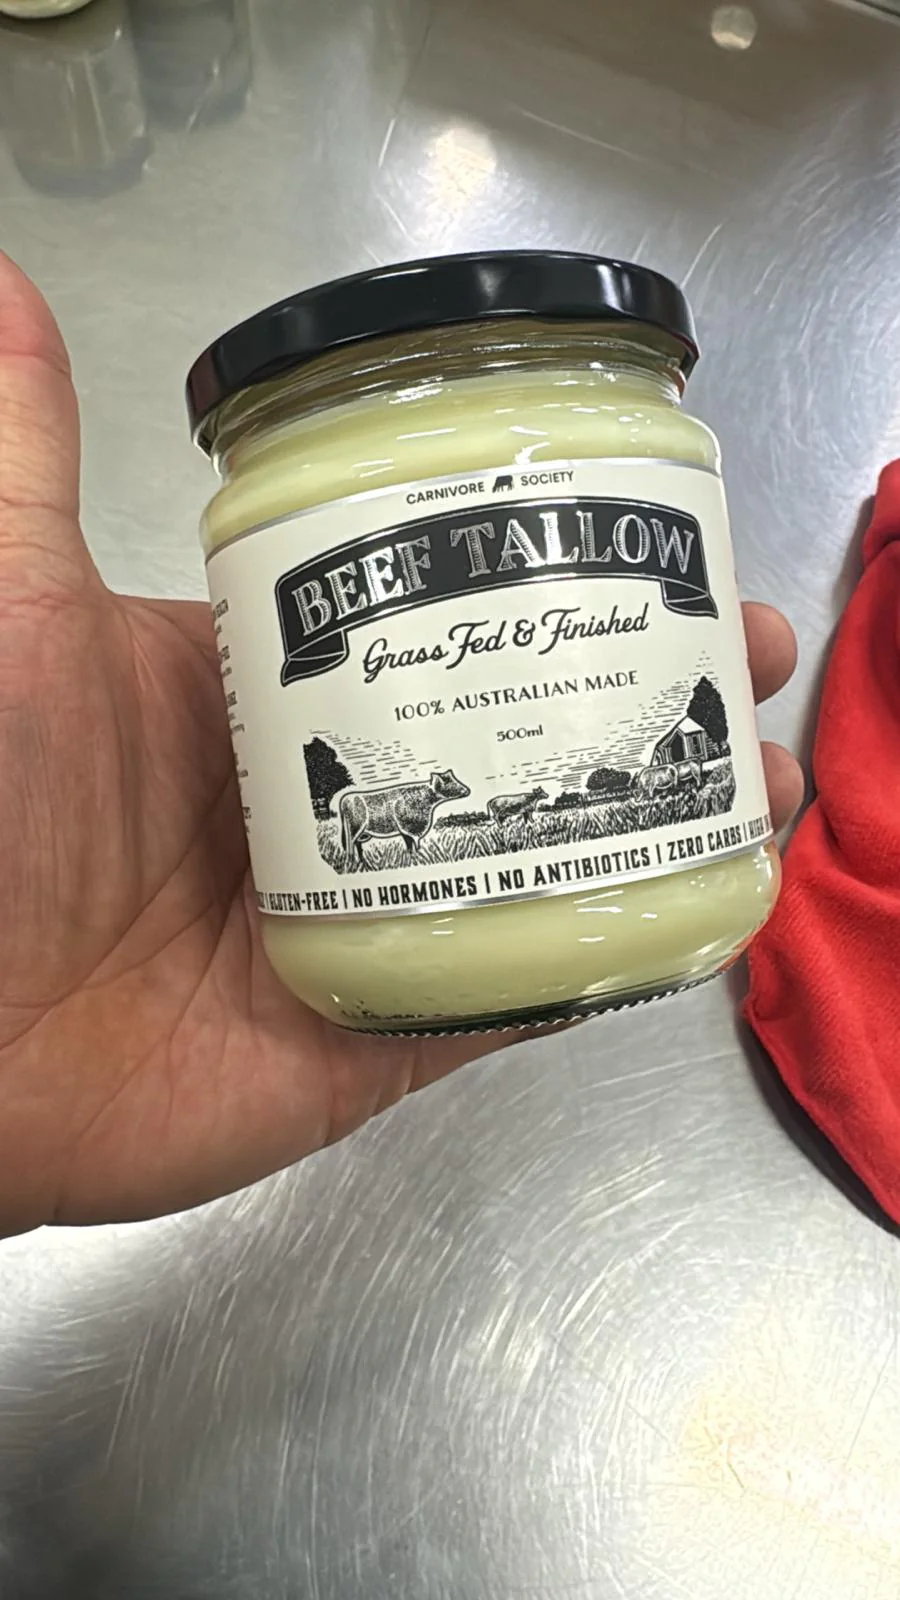 CARNIVORE SOCIETY
BEEF TALLOW
Grass Fed & Finished
100% AUSTRALIAN MADE
500ml
GLUTEN-FREE | NO HORMONES | NO ANTIBIOTICS | ZERO CARBS | HIGH